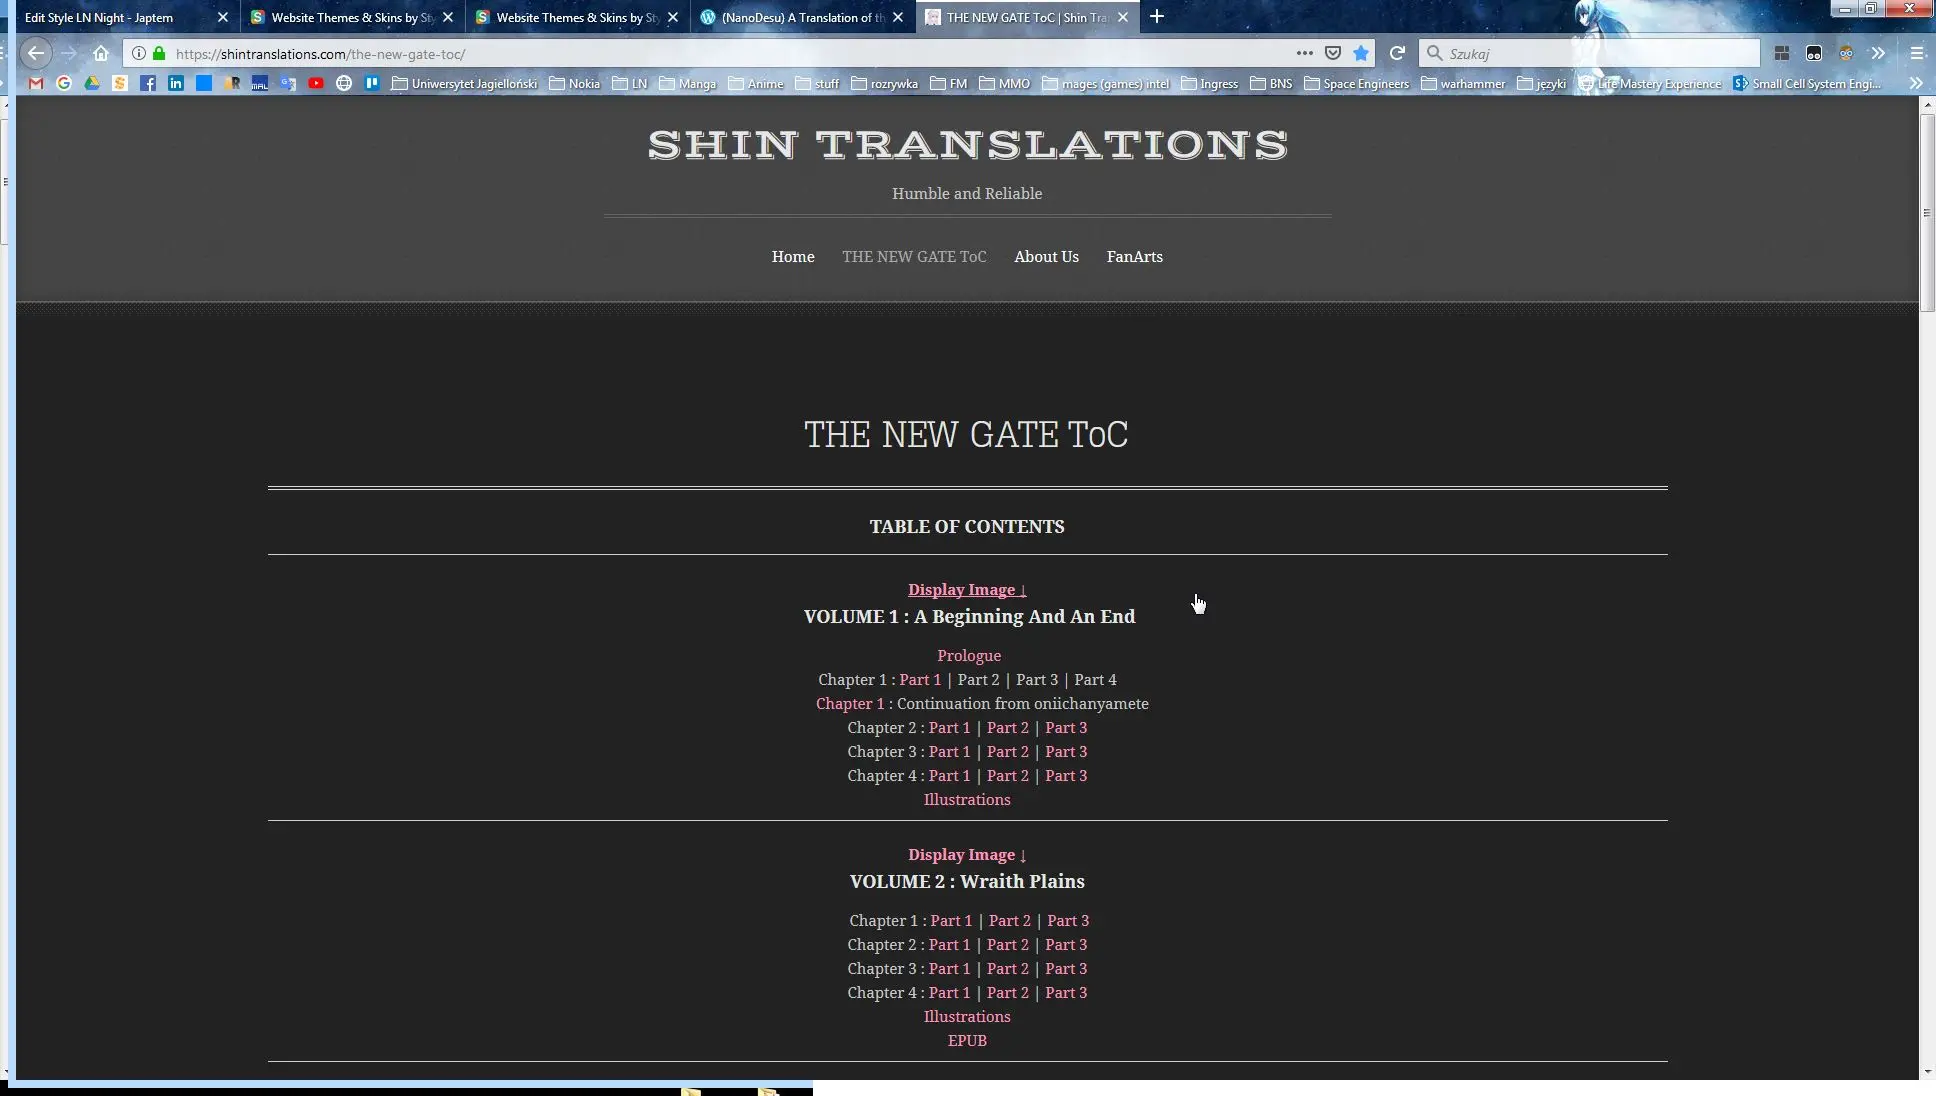 Edit Style LN Night - Japtem
Website Themes & Skins by Sty
Website Themes & Skins by Sty
(NanoDesu) A Translation of th
THE NEW GATE ToC | Shin Tra
https://shintranslations.com/the-new-gate-toc/
Szukaj
Uniwersytet Jagielloński
Nokia
LN
Manga
Anime
stuff
rozrywka
FM
MMO
mages (games) intel
Ingress
BNS
Space Engineers
warhammer
języki
Life Mastery Experience
Small Cell System Engi...
SHIN TRANSLATIONS
Humble and Reliable
Home THE NEW GATE ToC About Us FanArts
THE NEW GATE ToC
TABLE OF CONTENTS
Display Image ↓
VOLUME 1 : A Beginning And An End
Prologue
Chapter 1 : Part 1 | Part 2 | Part 3 | Part 4
Chapter 1 : Continuation from oniichanyamete
Chapter 2 : Part 1 | Part 2 | Part 3
Chapter 3 : Part 1 | Part 2 | Part 3
Chapter 4 : Part 1 | Part 2 | Part 3
Illustrations
Display Image ↓
VOLUME 2 : Wraith Plains
Chapter 1 : Part 1 | Part 2 | Part 3
Chapter 2 : Part 1 | Part 2 | Part 3
Chapter 3 : Part 1 | Part 2 | Part 3
Chapter 4 : Part 1 | Part 2 | Part 3
Illustrations
EPUB